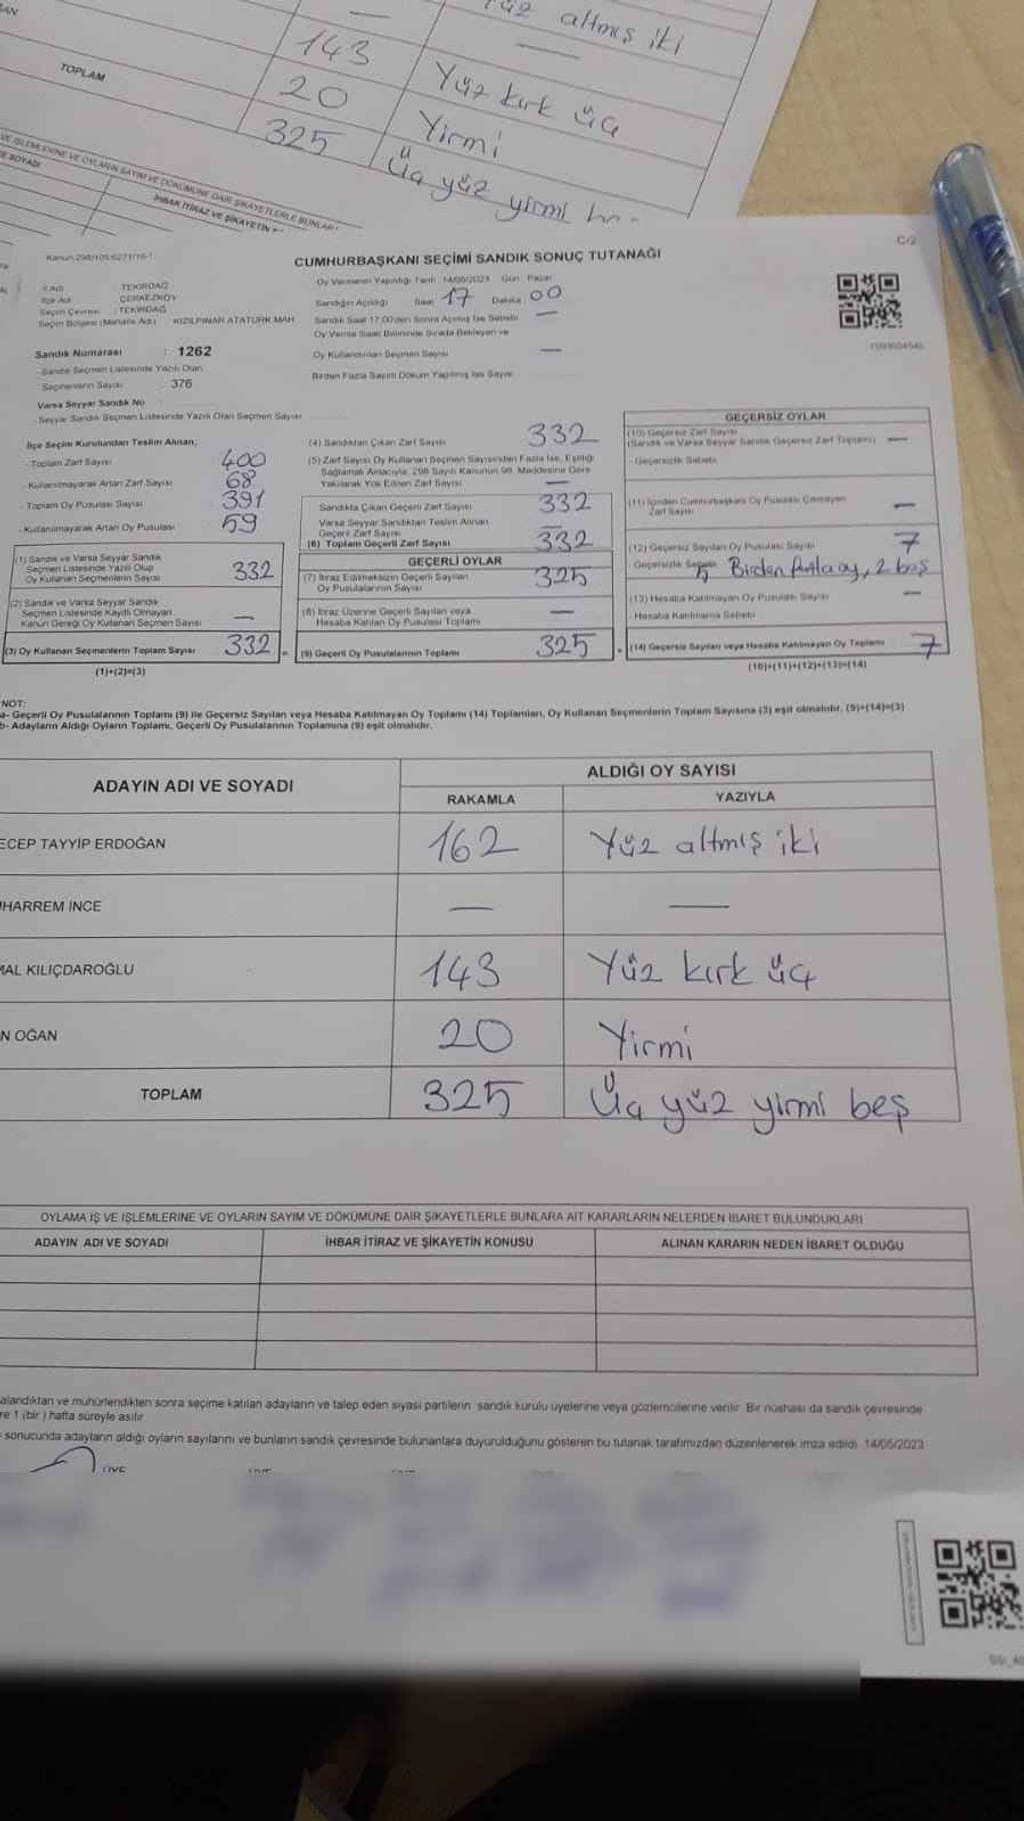 yüz altmış iki
143 Yüz kırk üç
20 Yirmi
TOPLAM 325 Üç yüz yirmi
İHBAR İTİRAZ VE ŞİKAYETİN
C/2
CUMHURBAŞKANI SEÇİMİ SANDIK SONUÇ TUTANAĞI
Oy Vermenin Yapıldığı Tarih 14/05/2023 Gün Pazar
İl Adı TEKİRDAĞ
İlçe Adı ÇERKEZKÖY
Seçim Çevresi : TEKİRDAĞ
Seçim Bölgesi (Mahalle Adı) KIZILPINAR ATATÜRK MAH
Sandığın Açıldığı Saat 17 Dakika 00
Sandık Saat 17.00'den Sonra Açılmış İse Sebebi —
Oy Verme Saati Bitiminde Sırada Bekleyen ve
Oy Kullandırılan Seçmen Sayısı —
Birden Fazla Sayım Döküm Yapılmış İse Sayısı
Sandık Numarası : 1262
- Sandık Seçmen Listesinde Yazılı Olan
Seçmenlerin Sayısı : 376
Varsa Seyyar Sandık No
- Seyyar Sandık Seçmen Listesinde Yazılı Olan Seçmen Sayısı
İlçe Seçim Kurulundan Teslim Alınan;
- Toplam Zarf Sayısı 400
- Kullanılmayarak Artan Zarf Sayısı 68
- Toplam Oy Pusulası Sayısı 391
- Kullanılmayarak Artan Oy Pusulası 59
(1) Sandık ve Varsa Seyyar Sandık
Seçmen Listesinde Yazılı Olup
Oy Kullanan Seçmenlerin Sayısı 332
(2) Sandık ve Varsa Seyyar Sandık
Seçmen Listesinde Kayıtlı Olmayan
Kanun Gereği Oy Kullanan Seçmen Sayısı —
(3) Oy Kullanan Seçmenlerin Toplam Sayısı 332
(1)+(2)=(3)
(4) Sandıktan Çıkan Zarf Sayısı 332
(5) Zarf Sayısı Oy Kullanan Seçmen Sayısından Fazla İse, Eşitliği
Sağlamak Amacıyla; 298 Sayılı Kanunun 98. Maddesine Göre
Yakılarak Yok Edilen Zarf Sayısı —
Sandıkta Çıkan Geçerli Zarf Sayısı 332
Varsa Seyyar Sandıktan Teslim Alınan
Geçerli Zarf Sayısı —
(6) Toplam Geçerli Zarf Sayısı 332
GEÇERLİ OYLAR
(7) İtiraz Edilmeksizin Geçerli Sayılan
Oy Pusulalarının Sayısı 325
(8) İtiraz Üzerine Geçerli Sayılan veya
Hesaba Katılan Oy Pusulası Toplamı —
(9) Geçerli Oy Pusulalarının Toplamı 325
GEÇERSİZ OYLAR
(10) Geçersiz Zarf Sayısı
(Sandık ve Varsa Seyyar Sandık Geçersiz Zarf Toplamı) —
- Geçersizlik Sebebi
(11) İçinden Cumhurbaşkanı Oy Pusulası Çıkmayan
Zarf Sayısı —
(12) Geçersiz Sayılan Oy Pusulası Sayısı 7
Geçersizlik Sebebi 5 Birden fazla oy, 2 boş
(13) Hesaba Katılmayan Oy Pusulası Sayısı —
- Hesaba Katılmama Sebebi
(14) Geçersiz Sayılan veya Hesaba Katılmayan Oy Toplamı 7
(10)+(11)+(12)+(13)=(14)
NOT:
a- Geçerli Oy Pusulalarının Toplamı (9) ile Geçersiz Sayılan veya Hesaba Katılmayan Oy Toplamı (14) Toplamları, Oy Kullanan Seçmenlerin Toplam Sayısına (3) eşit olmalıdır. (9)+(14)=(3)
b- Adayların Aldığı Oyların Toplamı, Geçerli Oy Pusulalarının Toplamına (9) eşit olmalıdır.
ADAYIN ADI VE SOYADI ALDIĞI OY SAYISI
RAKAMLA YAZIYLA
ECEP TAYYİP ERDOĞAN 162 Yüz altmış iki
HARREM İNCE — —
MAL KILIÇDAROĞLU 143 Yüz kırk üç
N OĞAN 20 Yirmi
TOPLAM 325 Üç yüz yirmi beş
OYLAMA İŞ VE İŞLEMLERİNE VE OYLARIN SAYIM VE DÖKÜMÜNE DAİR ŞİKAYETLERLE BUNLARA AİT KARARLARIN NELERDEN İBARET BULUNDUKLARI
ADAYIN ADI VE SOYADI İHBAR İTİRAZ VE ŞİKAYETİN KONUSU ALINAN KARARIN NEDEN İBARET OLDUĞU
alandıktan ve mühürlendikten sonra seçime katılan adayların ve talep eden siyasi partilerin sandık kurulu üyelerine veya gözlemcilerine verilir. Bir nüshası da sandık çevresinde
re 1 (bir ) hafta süreyle asılır.
sonucunda adayların aldığı oyların sayılarını ve bunların sandık çevresinde bulunanlara duyurulduğunu gösteren bu tutanak tarafımızdan düzenlenerek imza edildi. 14/05/2023